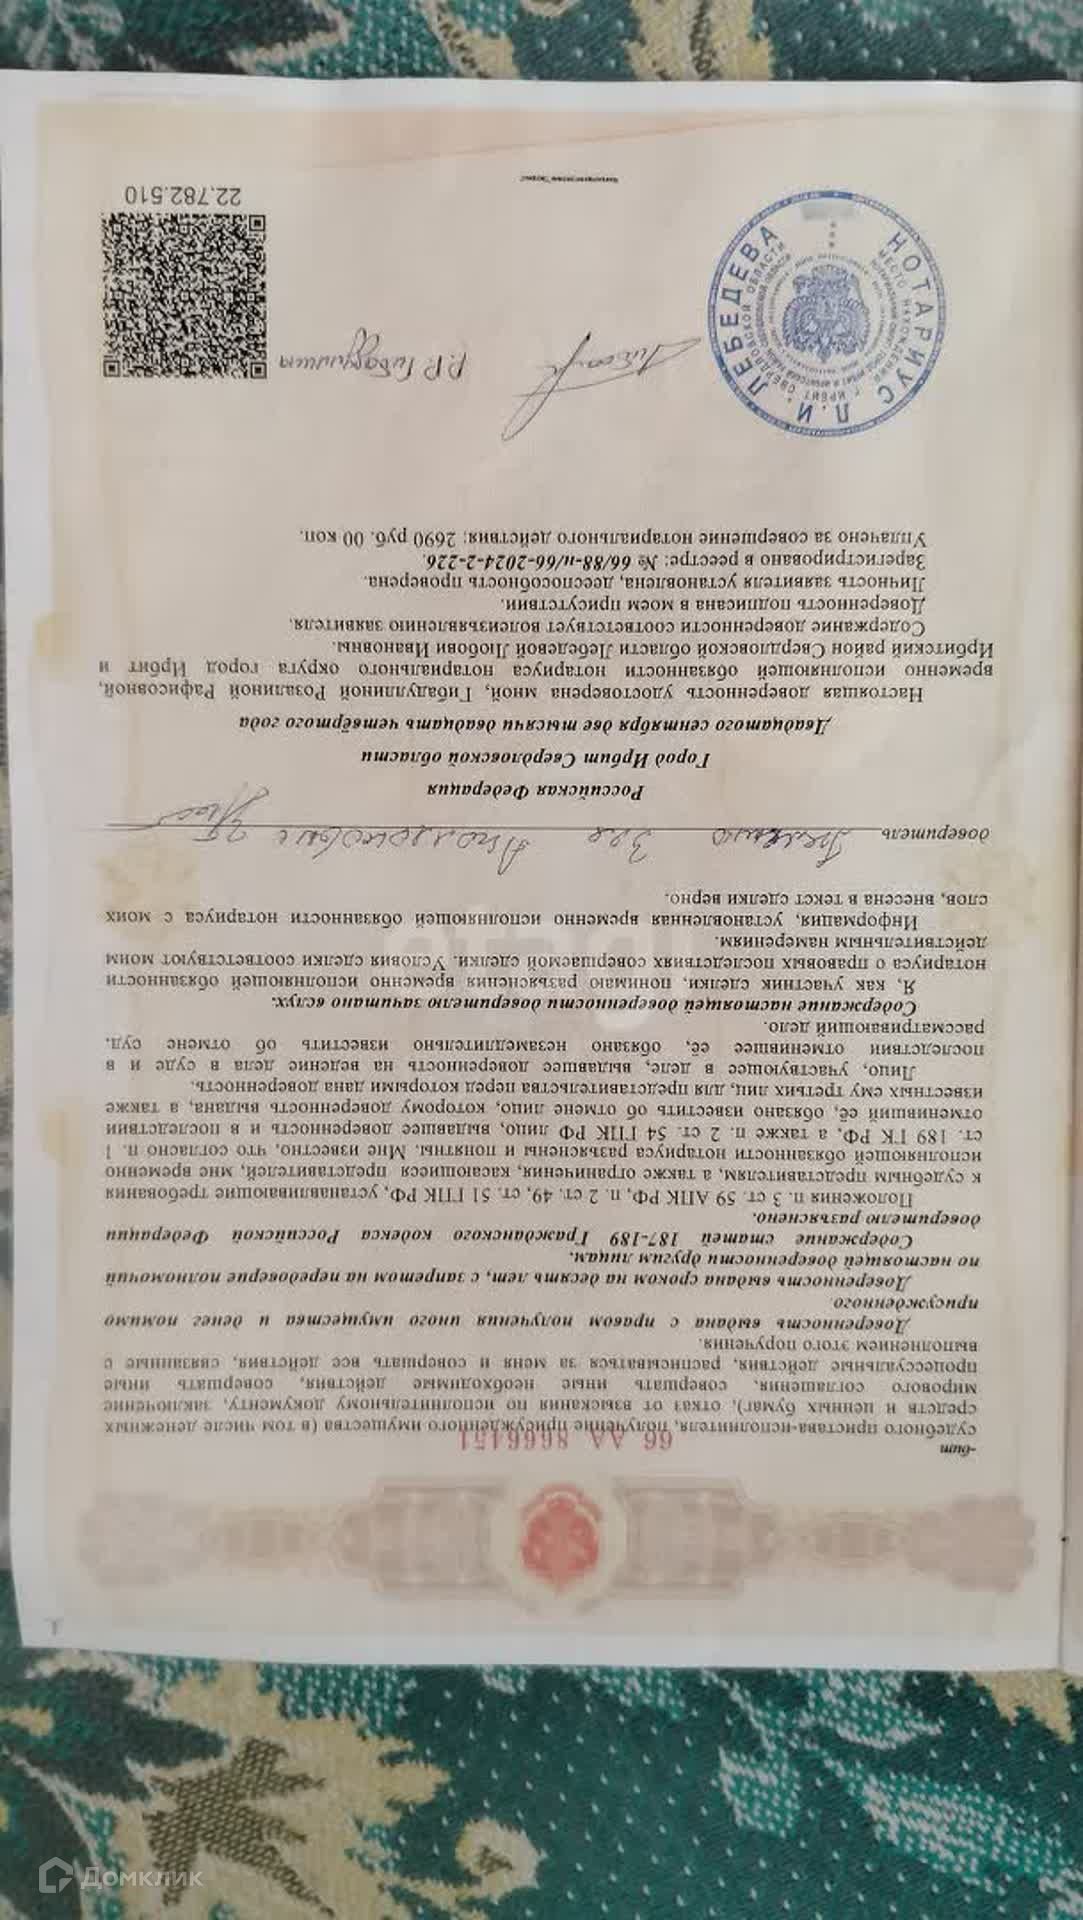 66 АА 8666451
-бит
судебного пристава-исполнителя, получение присужденного имущества (в том числе денежных
средств и ценных бумаг), отказ от взыскания по исполнительному документу, заключение
мирового соглашения, совершать иные необходимые действия, совершать иные
процессуальные действия, расписываться за меня и совершать все действия, связанные с
выполнением этого поручения.
Доверенность выдана с правом получения иного имущества и денег помимо
присужденного.
Доверенность выдана сроком на десять лет, с запретом на передоверие полномочий
по настоящей доверенности другим лицам.
Содержание статей 187-189 Гражданского кодекса Российской Федерации
доверителю разъяснено.
Положения п. 3 ст. 59 АПК РФ, п. 2 ст. 49, ст. 51 ГПК РФ, устанавливающие требования
к судебным представителям, а также ограничения, касающиеся представителей, мне временно
исполняющей обязанности нотариуса разъяснены и понятны. Мне известно, что согласно п. 1
ст. 189 ГК РФ, а также п. 2 ст. 54 ГПК РФ лицо, выдавшее доверенность и в последствии
отменивший её, обязано известить об отмене лицо, которому доверенность выдана, а также
известных ему третьих лиц, для представительства перед которыми дана доверенность.
Лицо, участвующее в деле, выдавшее доверенность на ведение дела в суде и в
последствии отменившее её, обязано незамедлительно известить об отмене суд,
рассматривающий дело.
Содержание настоящей доверенности доверителю зачитано вслух.
Я, как участник сделки, понимаю разъяснения временно исполняющей обязанности
нотариуса о правовых последствиях совершаемой сделки. Условия сделки соответствуют моим
действительным намерениям.
Информация, установленная временно исполняющей обязанности нотариуса с моих
слов, внесена в текст сделки верно.
доверитель
Российская Федерация
Город Ирбит Свердловской области
Двадцатого сентября две тысячи двадцать четвёртого года
Настоящая доверенность удостоверена мной, Гибадуллиной Розалиной Рафисовной,
временно исполняющей обязанности нотариуса нотариального округа город Ирбит и
Ирбитский район Свердловской области Лебедевой Любови Ивановны.
Содержание доверенности соответствует волеизъявлению заявителя.
Доверенность подписана в моем присутствии.
Личность заявителя установлена, дееспособность проверена.
Зарегистрировано в реестре: № 66/88-н/66-2024-2-226.
Уплачено за совершение нотариального действия: 2690 руб. 00 коп.
НОТАРИУС Л.И. ЛЕБЕДЕВА
Р.Р. Гибадуллина
22.782.510
Домклик